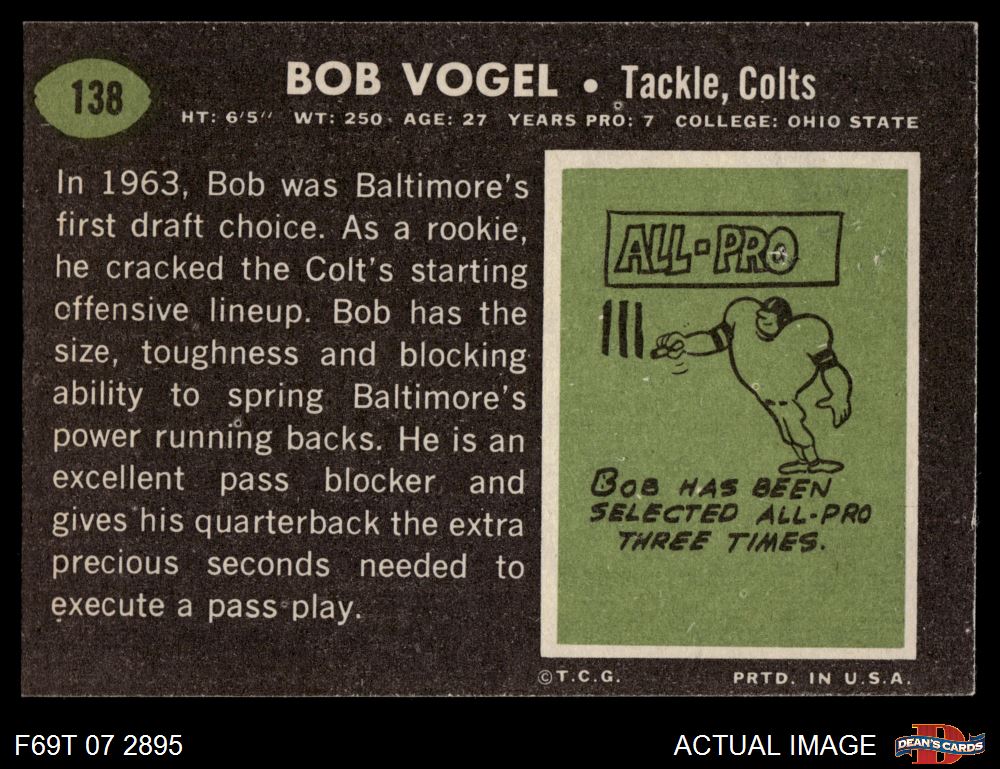 138
BOB VOGEL • Tackle, Colts
HT: 6'5" WT: 250 AGE: 27 YEARS PRO: 7 COLLEGE: OHIO STATE
In 1963, Bob was Baltimore's
first draft choice. As a rookie,
he cracked the Colt's starting
offensive lineup. Bob has the
size, toughness and blocking
ability to spring Baltimore's
power running backs. He is an
excellent pass blocker and
gives his quarterback the extra
precious seconds needed to
execute a pass play.
ALL-PRO
BOB HAS BEEN
SELECTED ALL-PRO
THREE TIMES.
©T.C.G. PRTD. IN U.S.A.
F69T 07 2895
ACTUAL IMAGE
D
DEAN'S CARDS